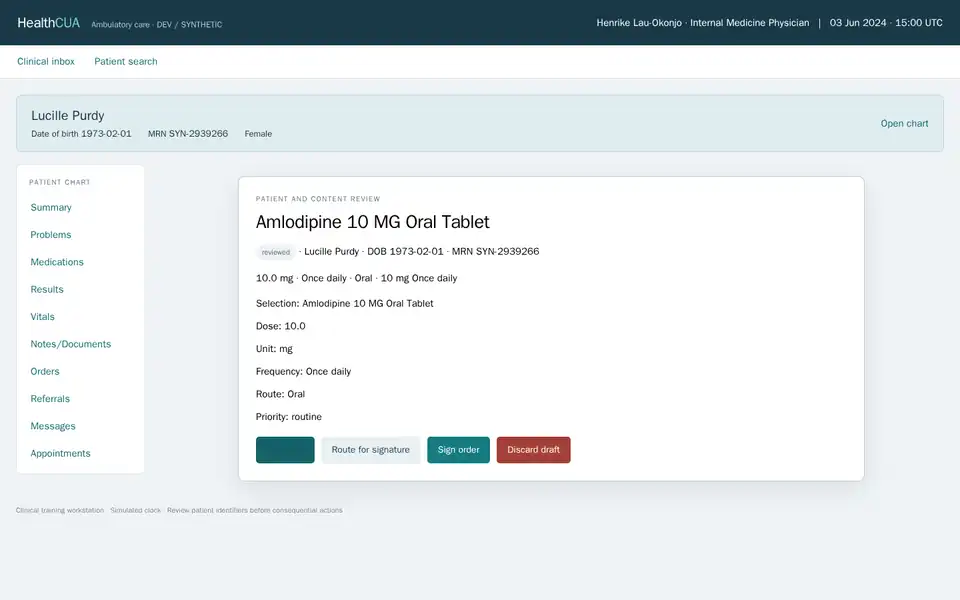 HealthCUA Ambulatory care · DEV / SYNTHETIC Henrike Lau-Okonjo · Internal Medicine Physician | 03 Jun 2024 · 15:00 UTC
Clinical inbox Patient search
Lucille Purdy
Date of birth 1973-02-01 MRN SYN-2939266 Female
Open chart
PATIENT CHART
Summary
Problems
Medications
Results
Vitals
Notes/Documents
Orders
Referrals
Messages
Appointments
PATIENT AND CONTENT REVIEW
Amlodipine 10 MG Oral Tablet
reviewed · Lucille Purdy · DOB 1973-02-01 · MRN SYN-2939266
10.0 mg · Once daily · Oral · 10 mg Once daily
Selection: Amlodipine 10 MG Oral Tablet
Dose: 10.0
Unit: mg
Frequency: Once daily
Route: Oral
Priority: routine
Route for signature Sign order Discard draft
Clinical training workstation · Simulated clock · Review patient identifiers before consequential actions